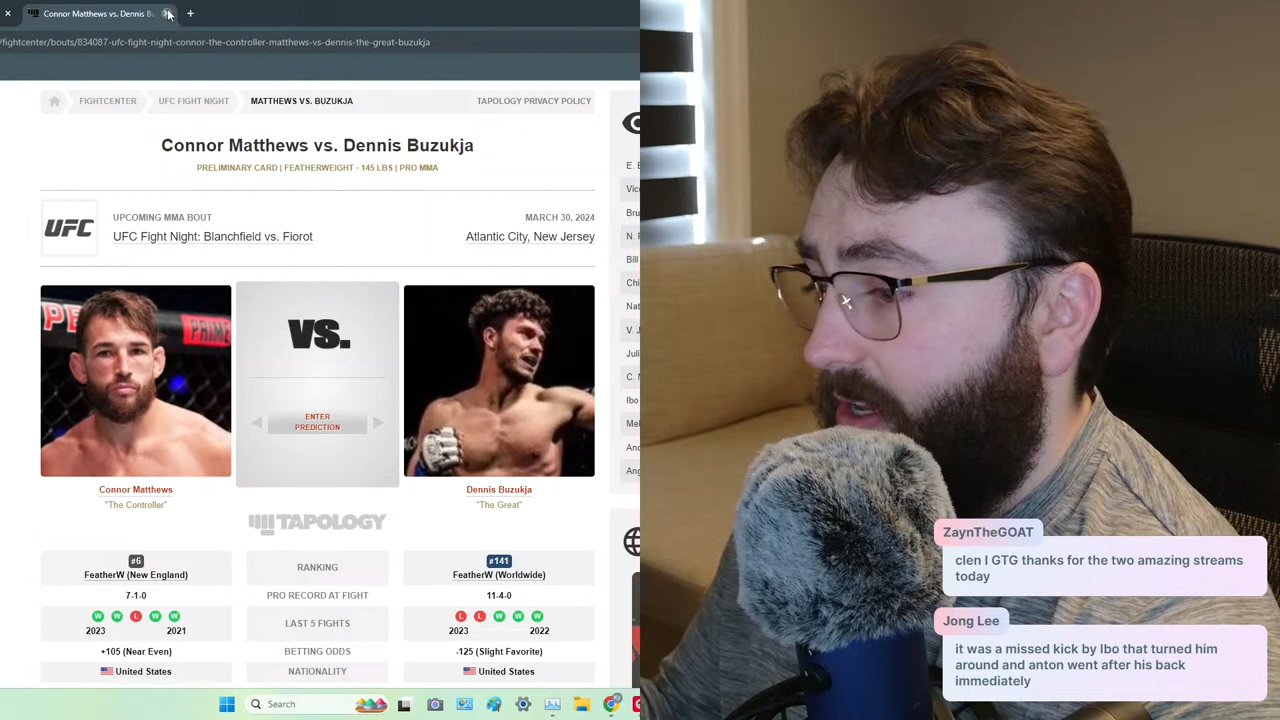 Connor Matthews vs. Dennis B
/fightcenter/bouts/834087-ufc-fight-night-connor-the-controller-matthews-vs-dennis-the-great-buzukja
FIGHTCENTER
UFC FIGHT NIGHT
MATTHEWS VS. BUZUKJA
TAPOLOGY PRIVACY POLICY
Connor Matthews vs. Dennis Buzukja
PRELIMINARY CARD | FEATHERWEIGHT - 145 LBS | PRO MMA
UFC
UPCOMING MMA BOUT
MARCH 30, 2024
UFC Fight Night: Blanchfield vs. Fiorot
Atlantic City, New Jersey
VS.
ENTER
PREDICTION
Connor Matthews
"The Controller"
Dennis Buzukja
"The Great"
TAPOLOGY
#6
FeatherW (New England)
RANKING
#141
FeatherW (Worldwide)
7-1-0
PRO RECORD AT FIGHT
11-4-0
W W L W W
LAST 5 FIGHTS
L L W W W
2023
2021
2023
2022
+105 (Near Even)
BETTING ODDS
-125 (Slight Favorite)
United States
NATIONALITY
United States
Search
ZaynTheGOAT
clen I GTG thanks for the two amazing streams
today
Jong Lee
it was a missed kick by Ibo that turned him
around and anton went after his back
immediately